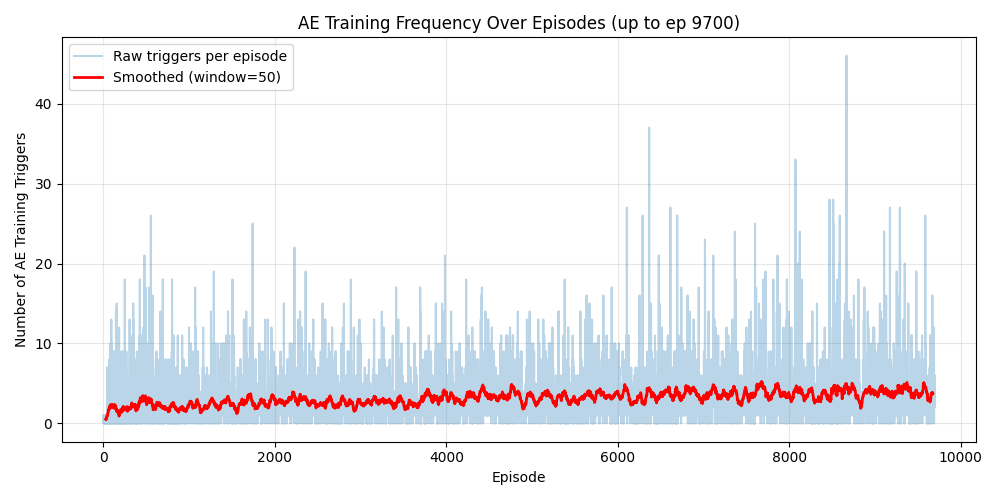 AE Training Frequency Over Episodes (up to ep 9700)
Raw triggers per episode
Smoothed (window=50)
Number of AE Training Triggers
40
30
20
10
0
0 2000 4000 6000 8000 10000
Episode